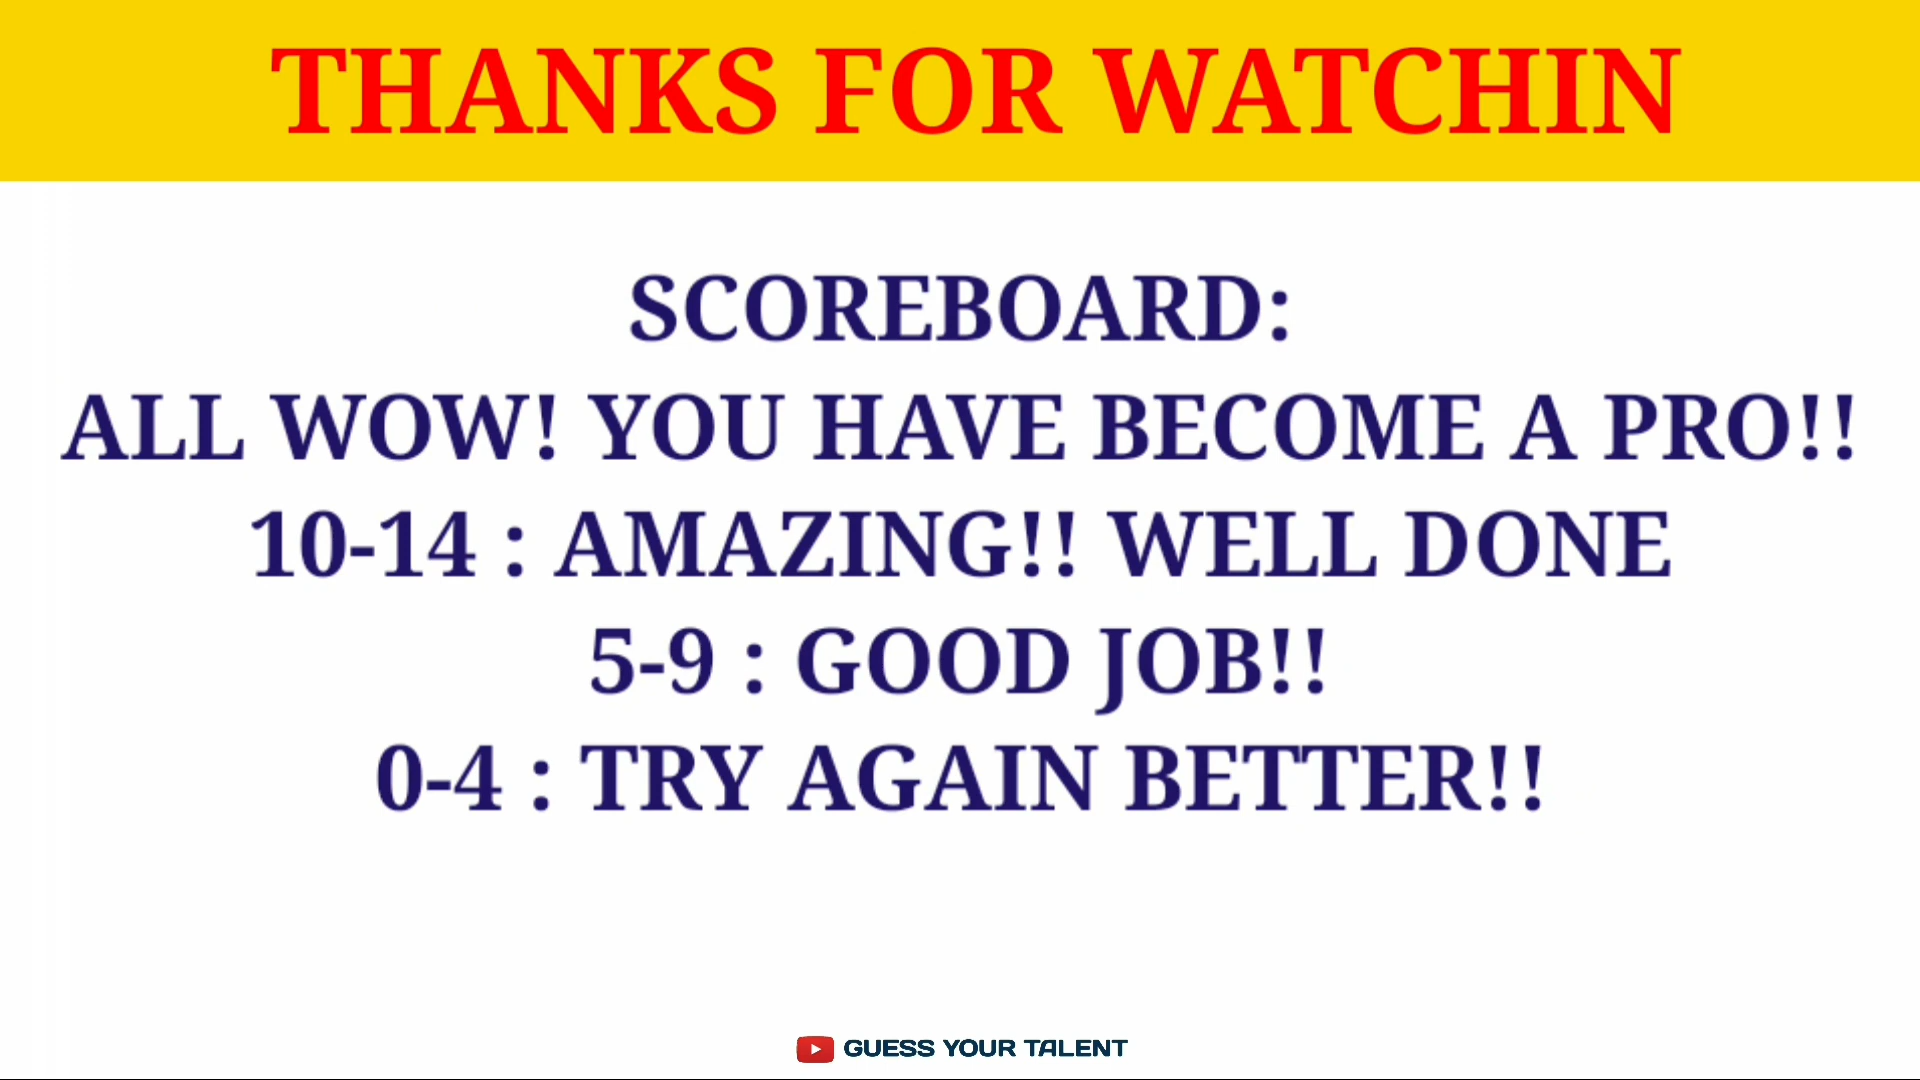 THANKS FOR WATCHIN
SCOREBOARD:
ALL WOW! YOU HAVE BECOME A PRO!!
10-14 : AMAZING!! WELL DONE
5-9 : GOOD JOB!!
0-4 : TRY AGAIN BETTER!!
GUESS YOUR TALENT